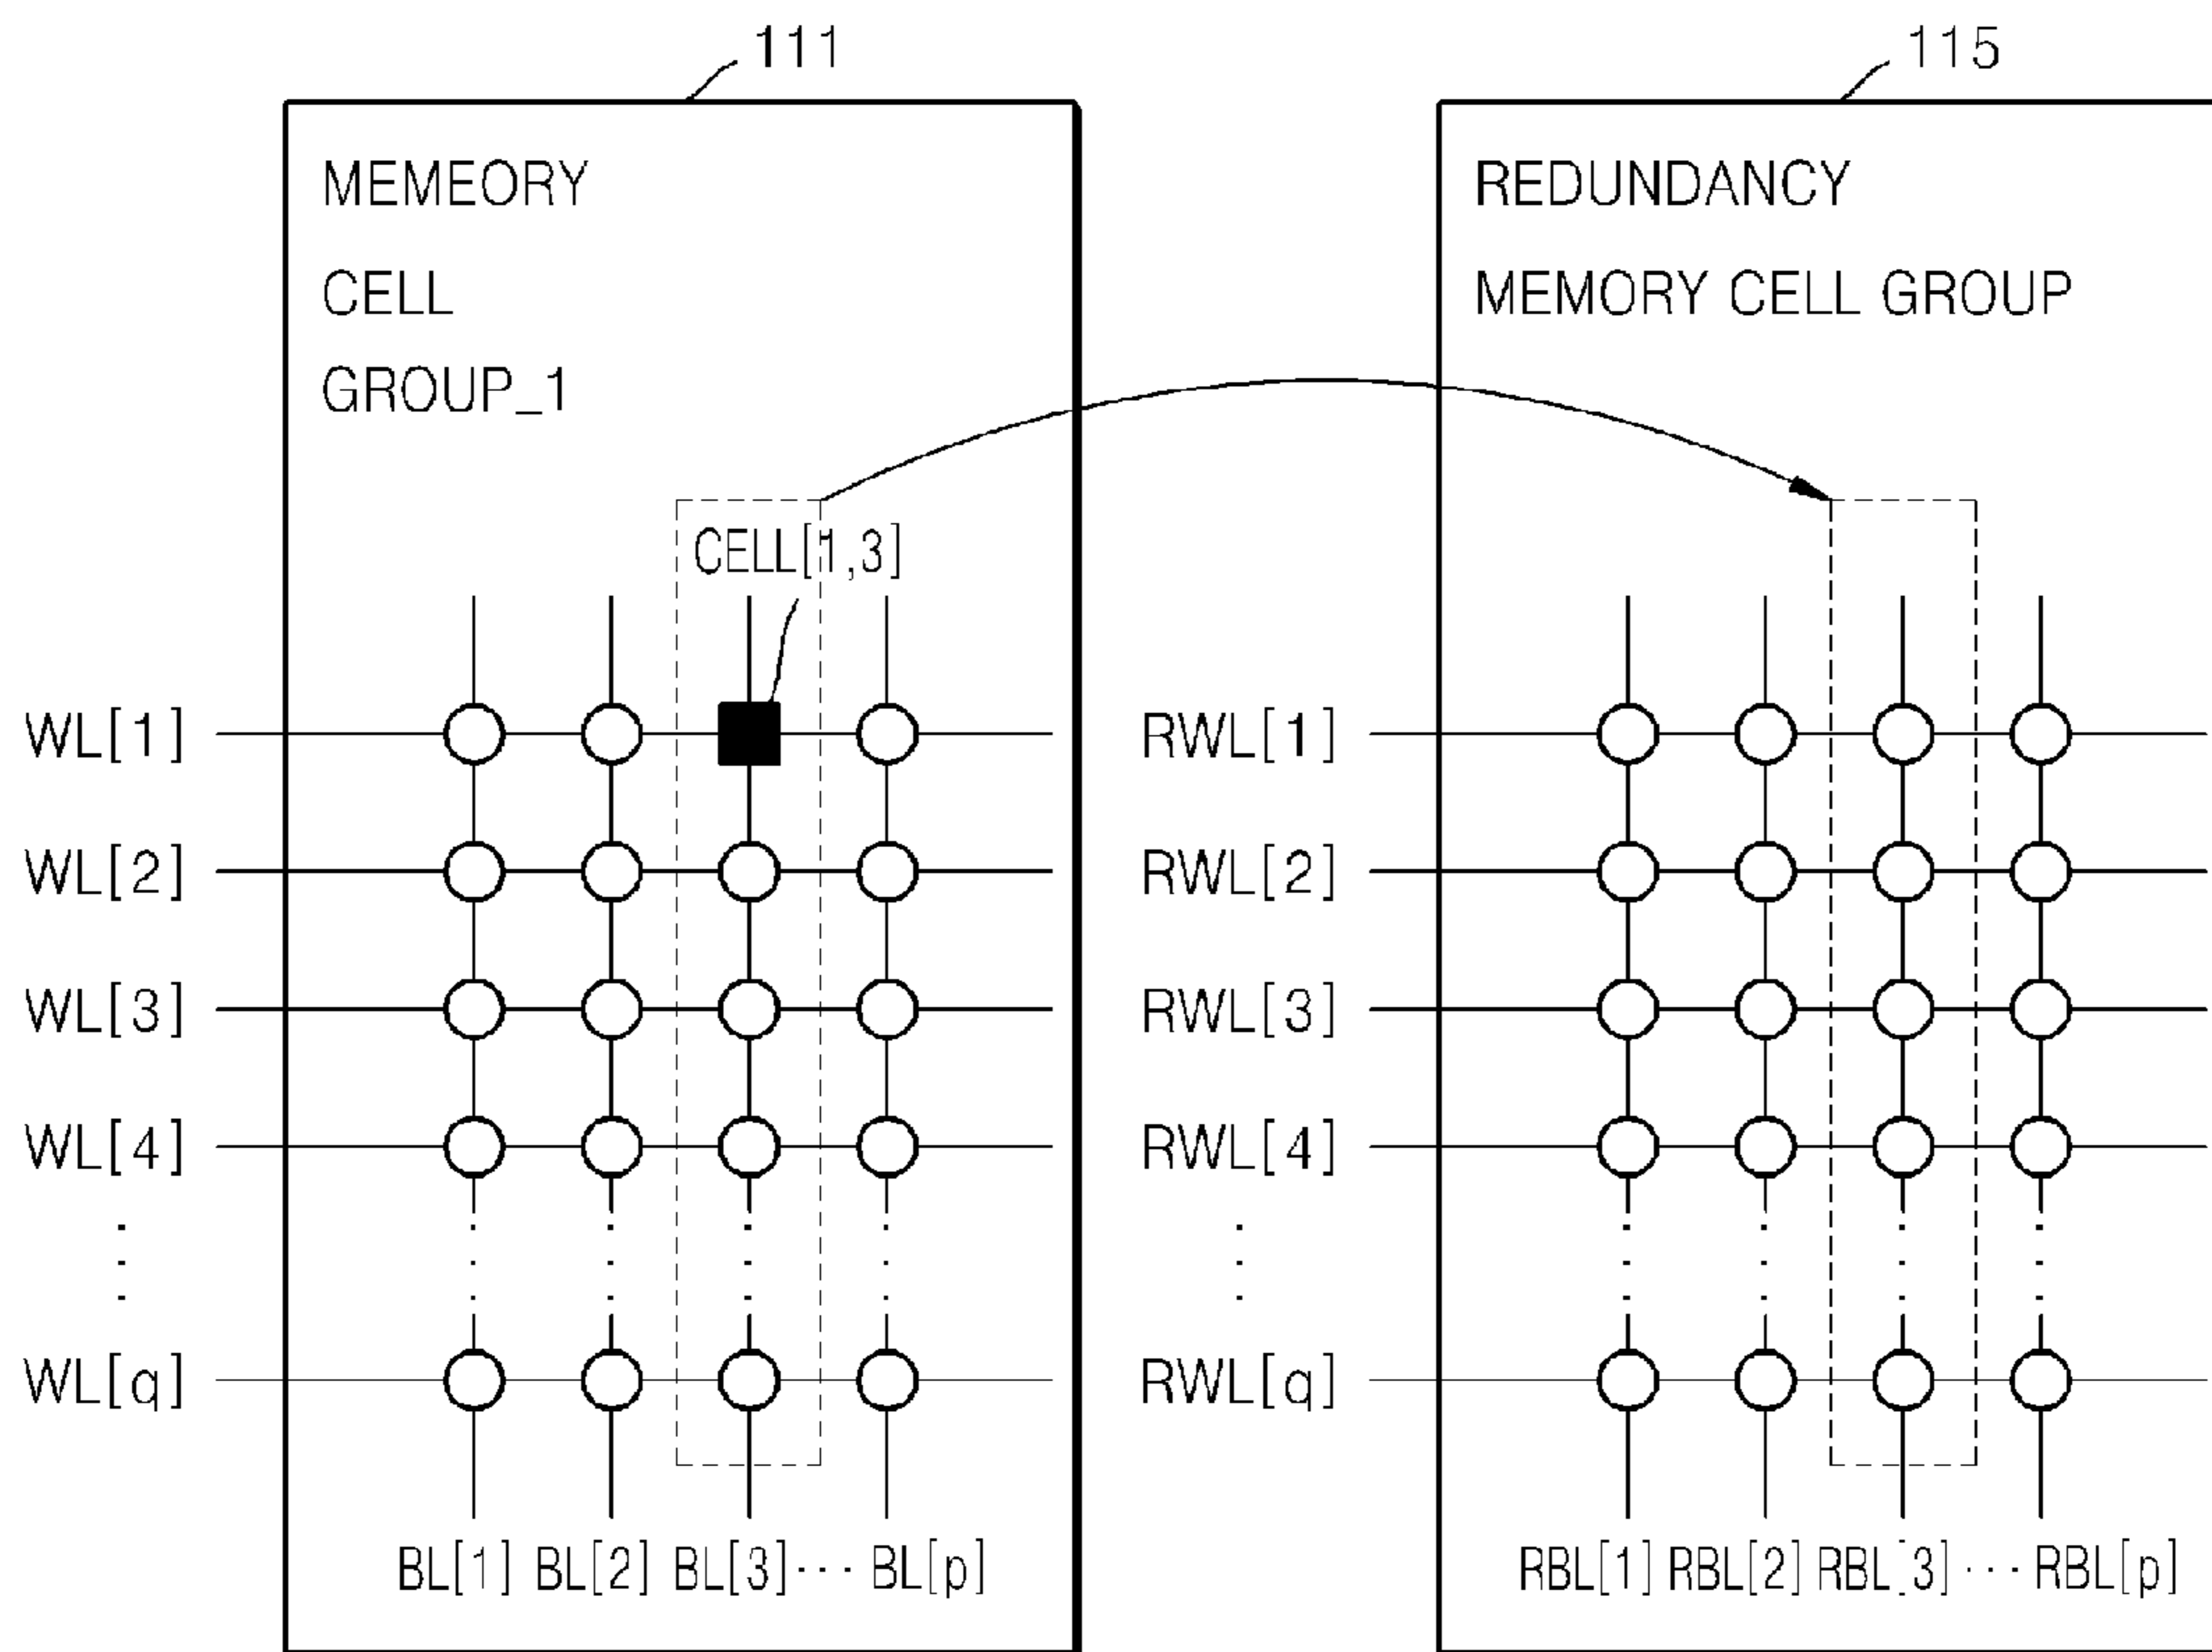 111
115
MEMEORY
CELL
GROUP_1
REDUNDANCY
MEMORY CELL GROUP
CELL[1,3]
WL[1]
WL[2]
WL[3]
WL[4]
WL[q]
RWL[1]
RWL[2]
RWL[3]
RWL[4]
RWL[q]
BL[1] BL[2] BL[3]··· BL[p]
RBL[1] RBL[2] RBL[3]··· RBL[p]